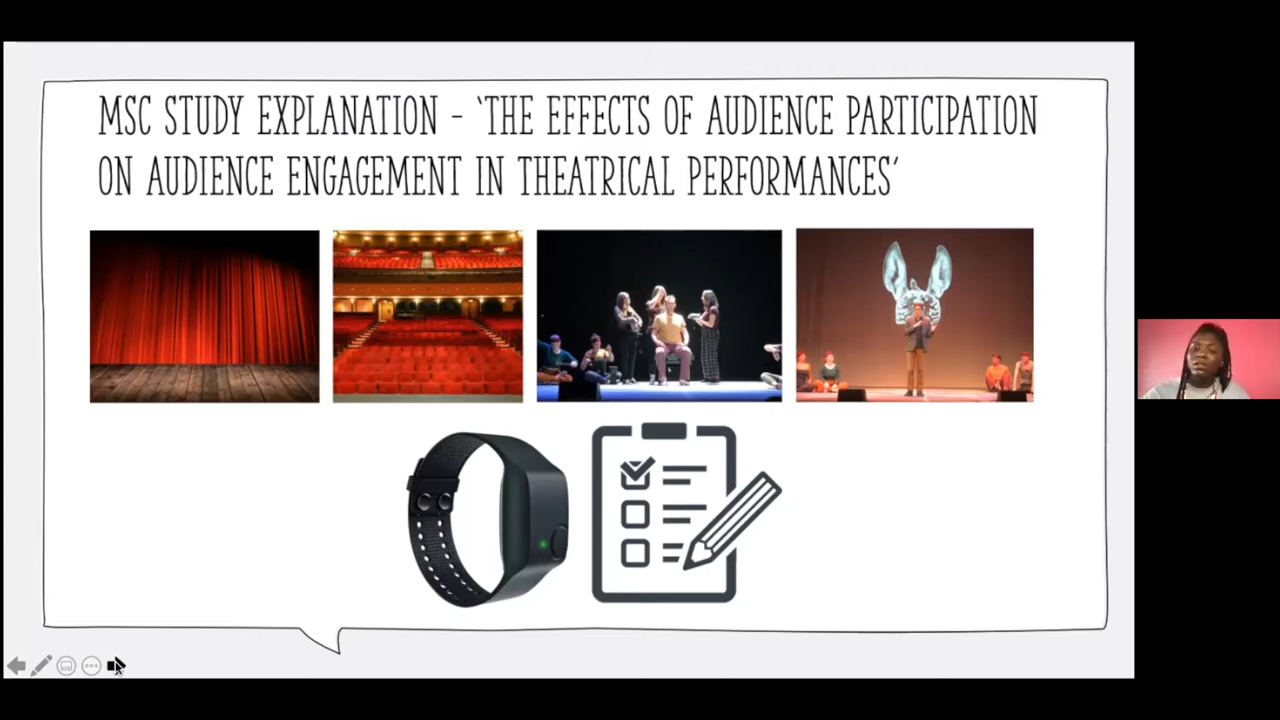 MSC STUDY EXPLANATION – ‘THE EFFECTS OF AUDIENCE PARTICIPATION
ON AUDIENCE ENGAGEMENT IN THEATRICAL PERFORMANCES’